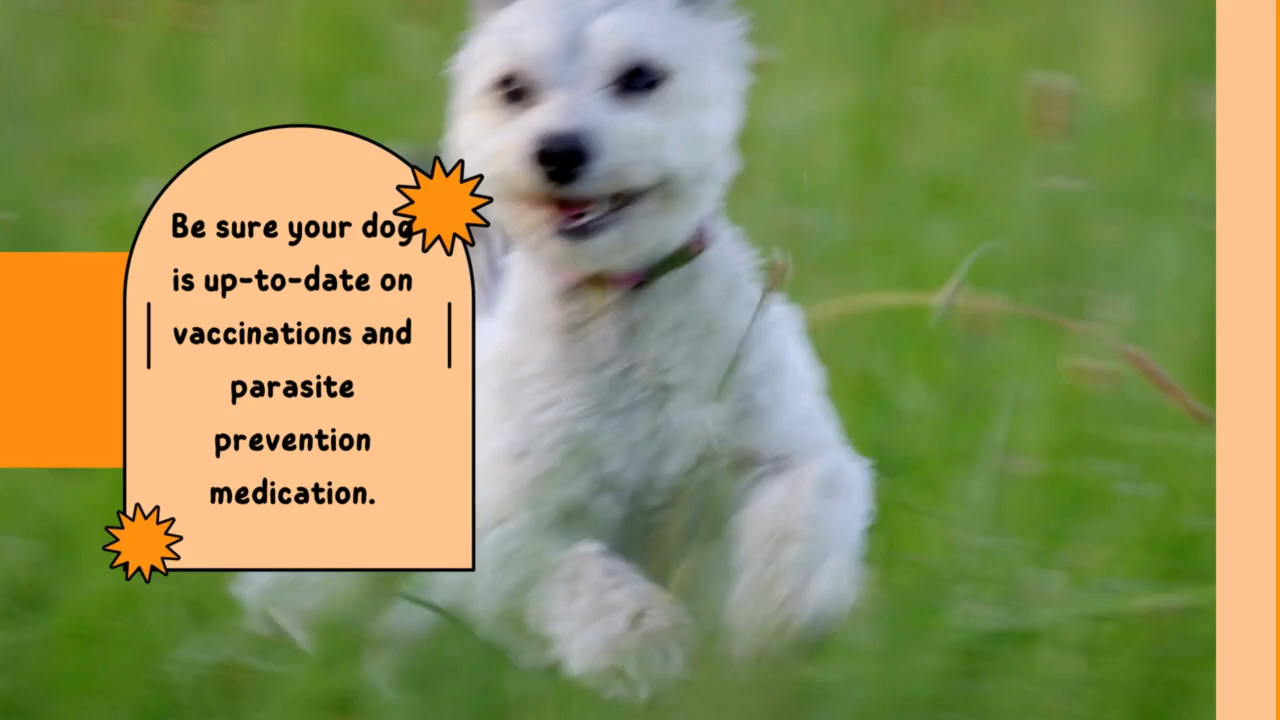 Be sure your dog
is up-to-date on
vaccinations and
parasite
prevention
medication.